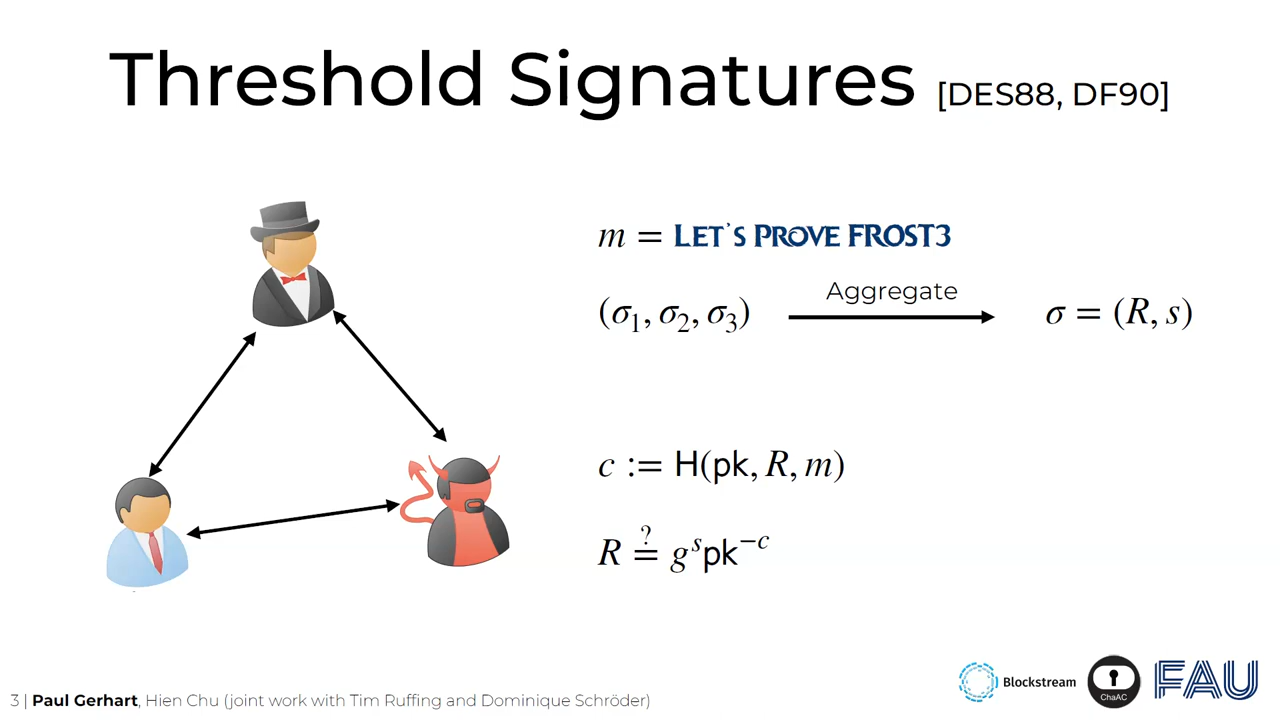 Threshold Signatures [DES88, DF90]
m = LET'S PROVE FROST3
Aggregate
(σ₁, σ₂, σ₃) σ = (R, s)
c := H(pk, R, m)
R ≟ gˢpk⁻ᶜ
3 | Paul Gerhart, Hien Chu (joint work with Tim Ruffing and Dominique Schröder)
Blockstream
ChaAC
FAU